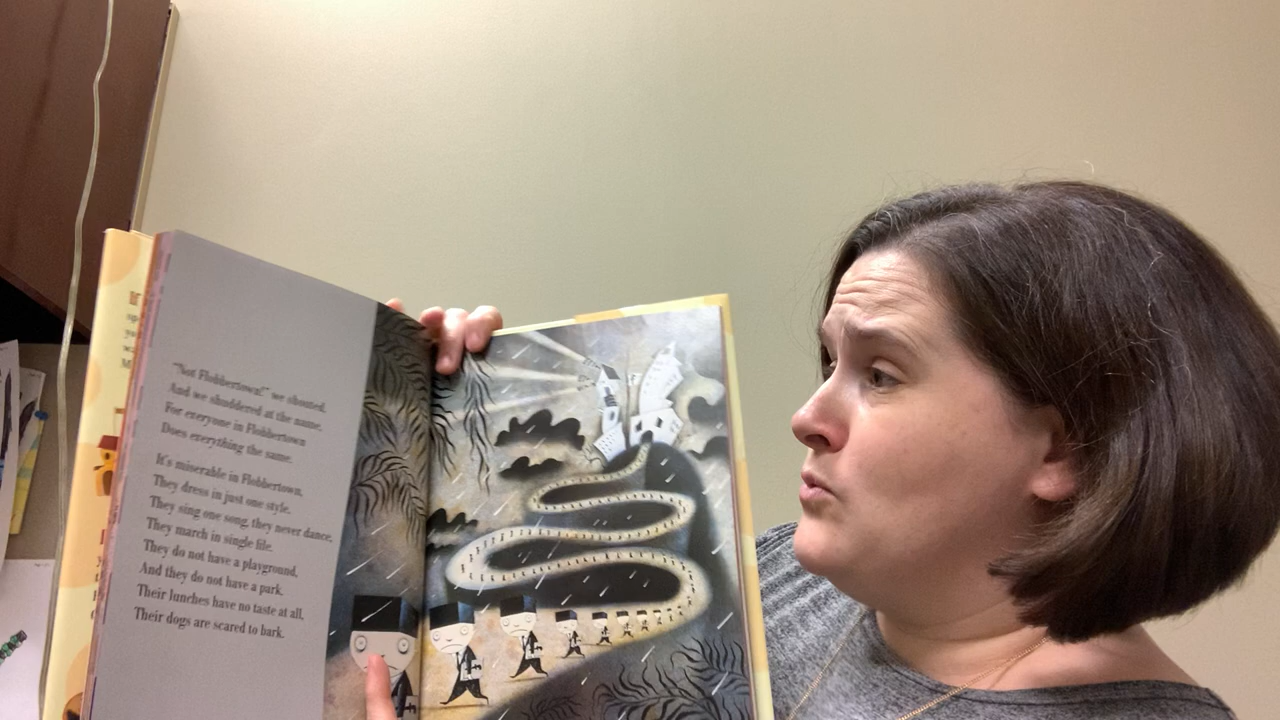 "Not Flobbertown!" we shouted,
And we shuddered at the name,
For everyone in Flobbertown
Does everything the same.
It's miserable in Flobbertown,
They dress in just one style.
They sing one song, they never dance,
They march in single file.
They do not have a playground,
And they do not have a park.
Their lunches have no taste at all,
Their dogs are scared to bark.